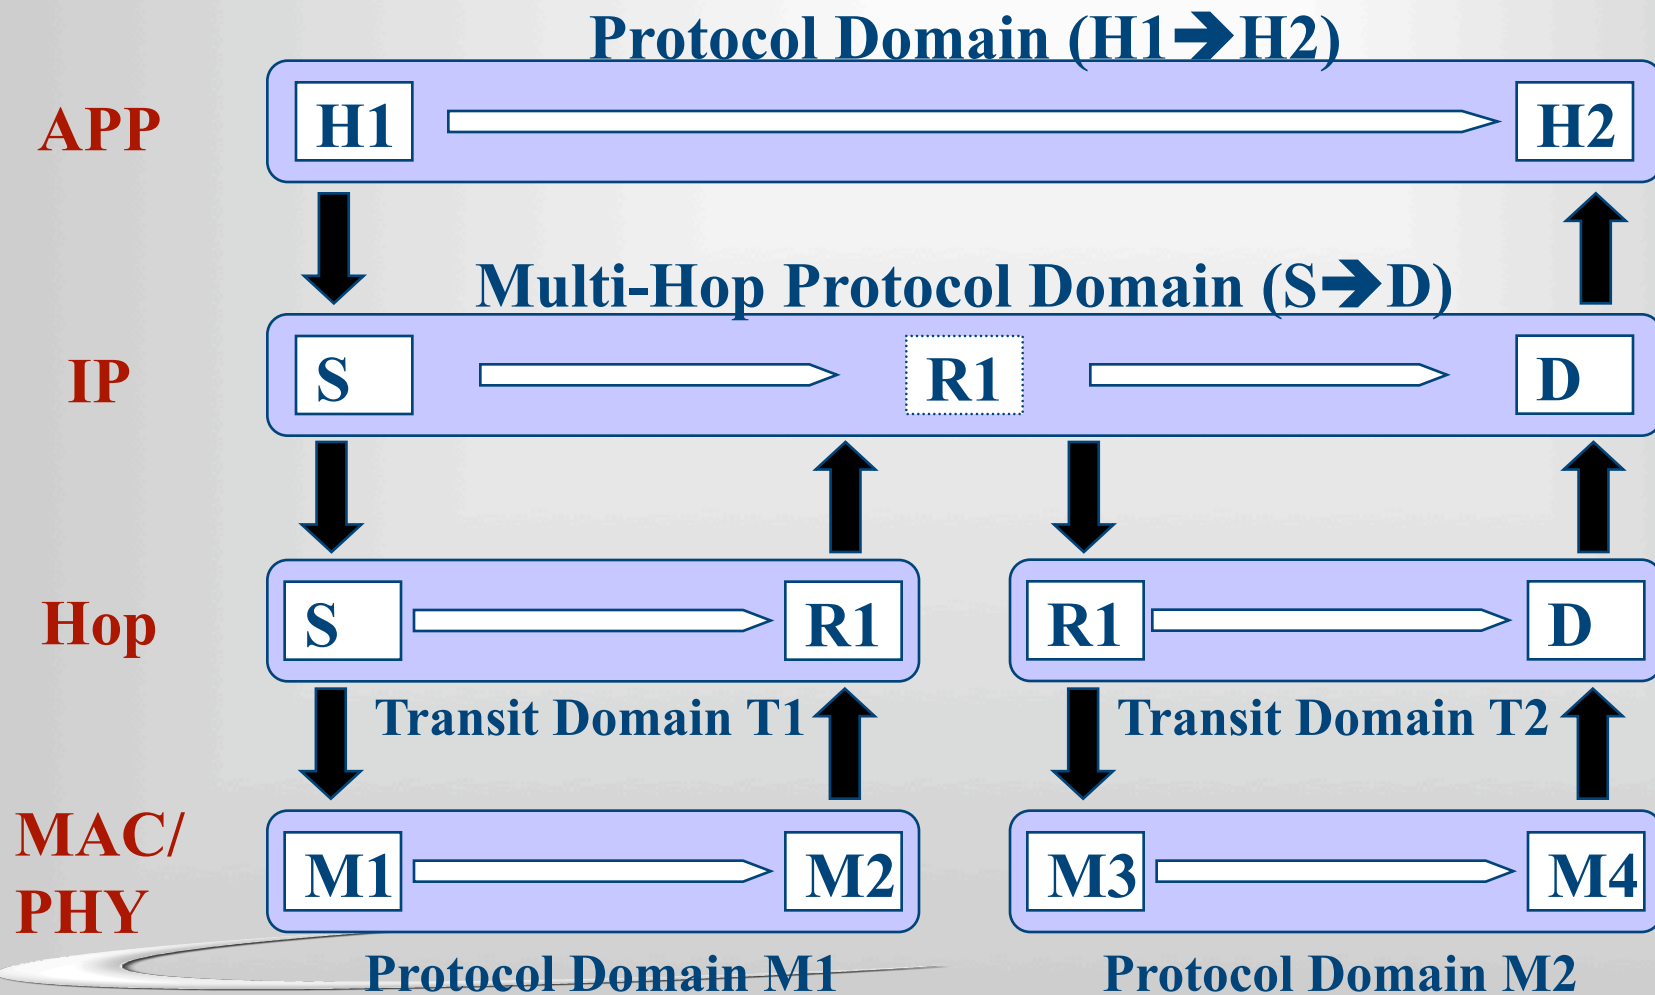 Protocol Domain (H1➔H2)
APP
H1
H2
Multi-Hop Protocol Domain (S➔D)
IP
S
R1
D
Hop
S
R1
R1
D
Transit Domain T1
Transit Domain T2
MAC/
PHY
M1
M2
M3
M4
Protocol Domain M1
Protocol Domain M2